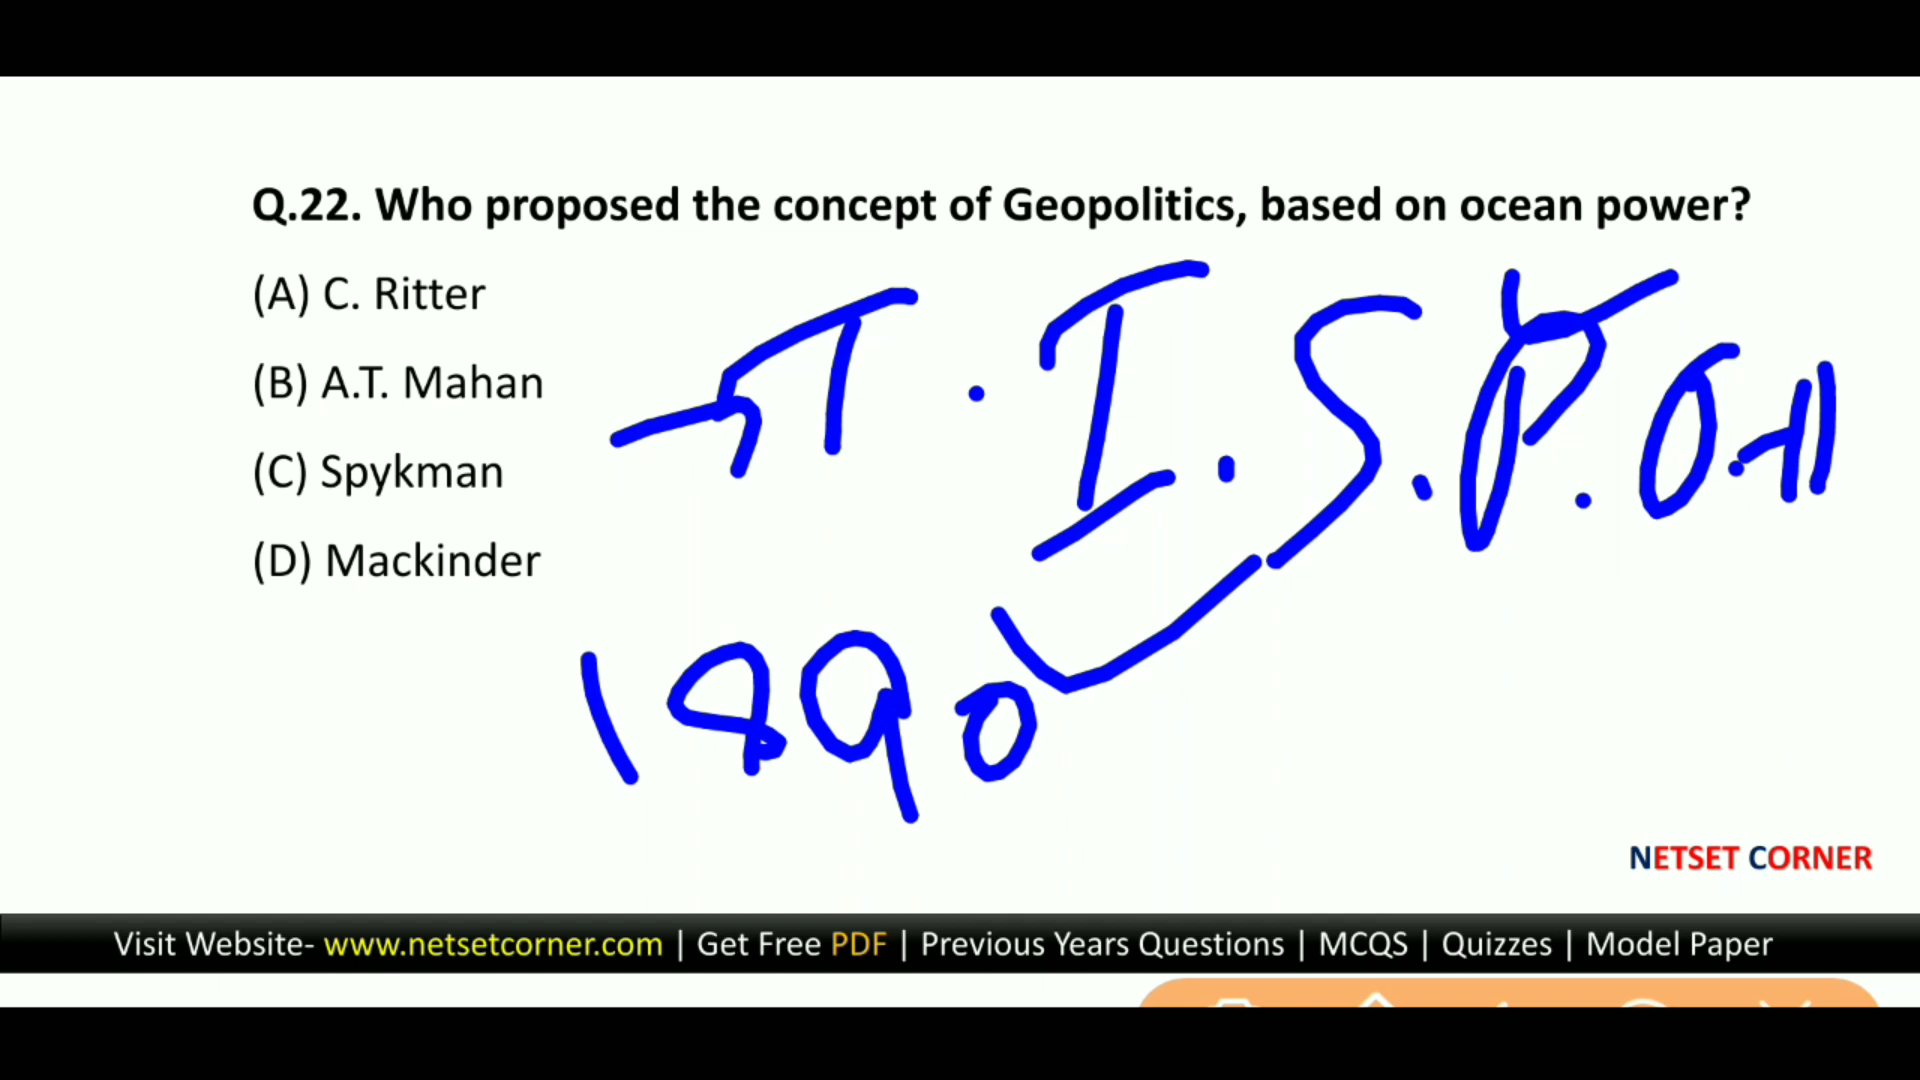 Q.22. Who proposed the concept of Geopolitics, based on ocean power?
(A) C. Ritter
(B) A.T. Mahan
(C) Spykman
(D) Mackinder
T.I.S.P.O.H
1890
NETSET CORNER
Visit Website- www.netsetcorner.com | Get Free PDF | Previous Years Questions | MCQS | Quizzes | Model Paper